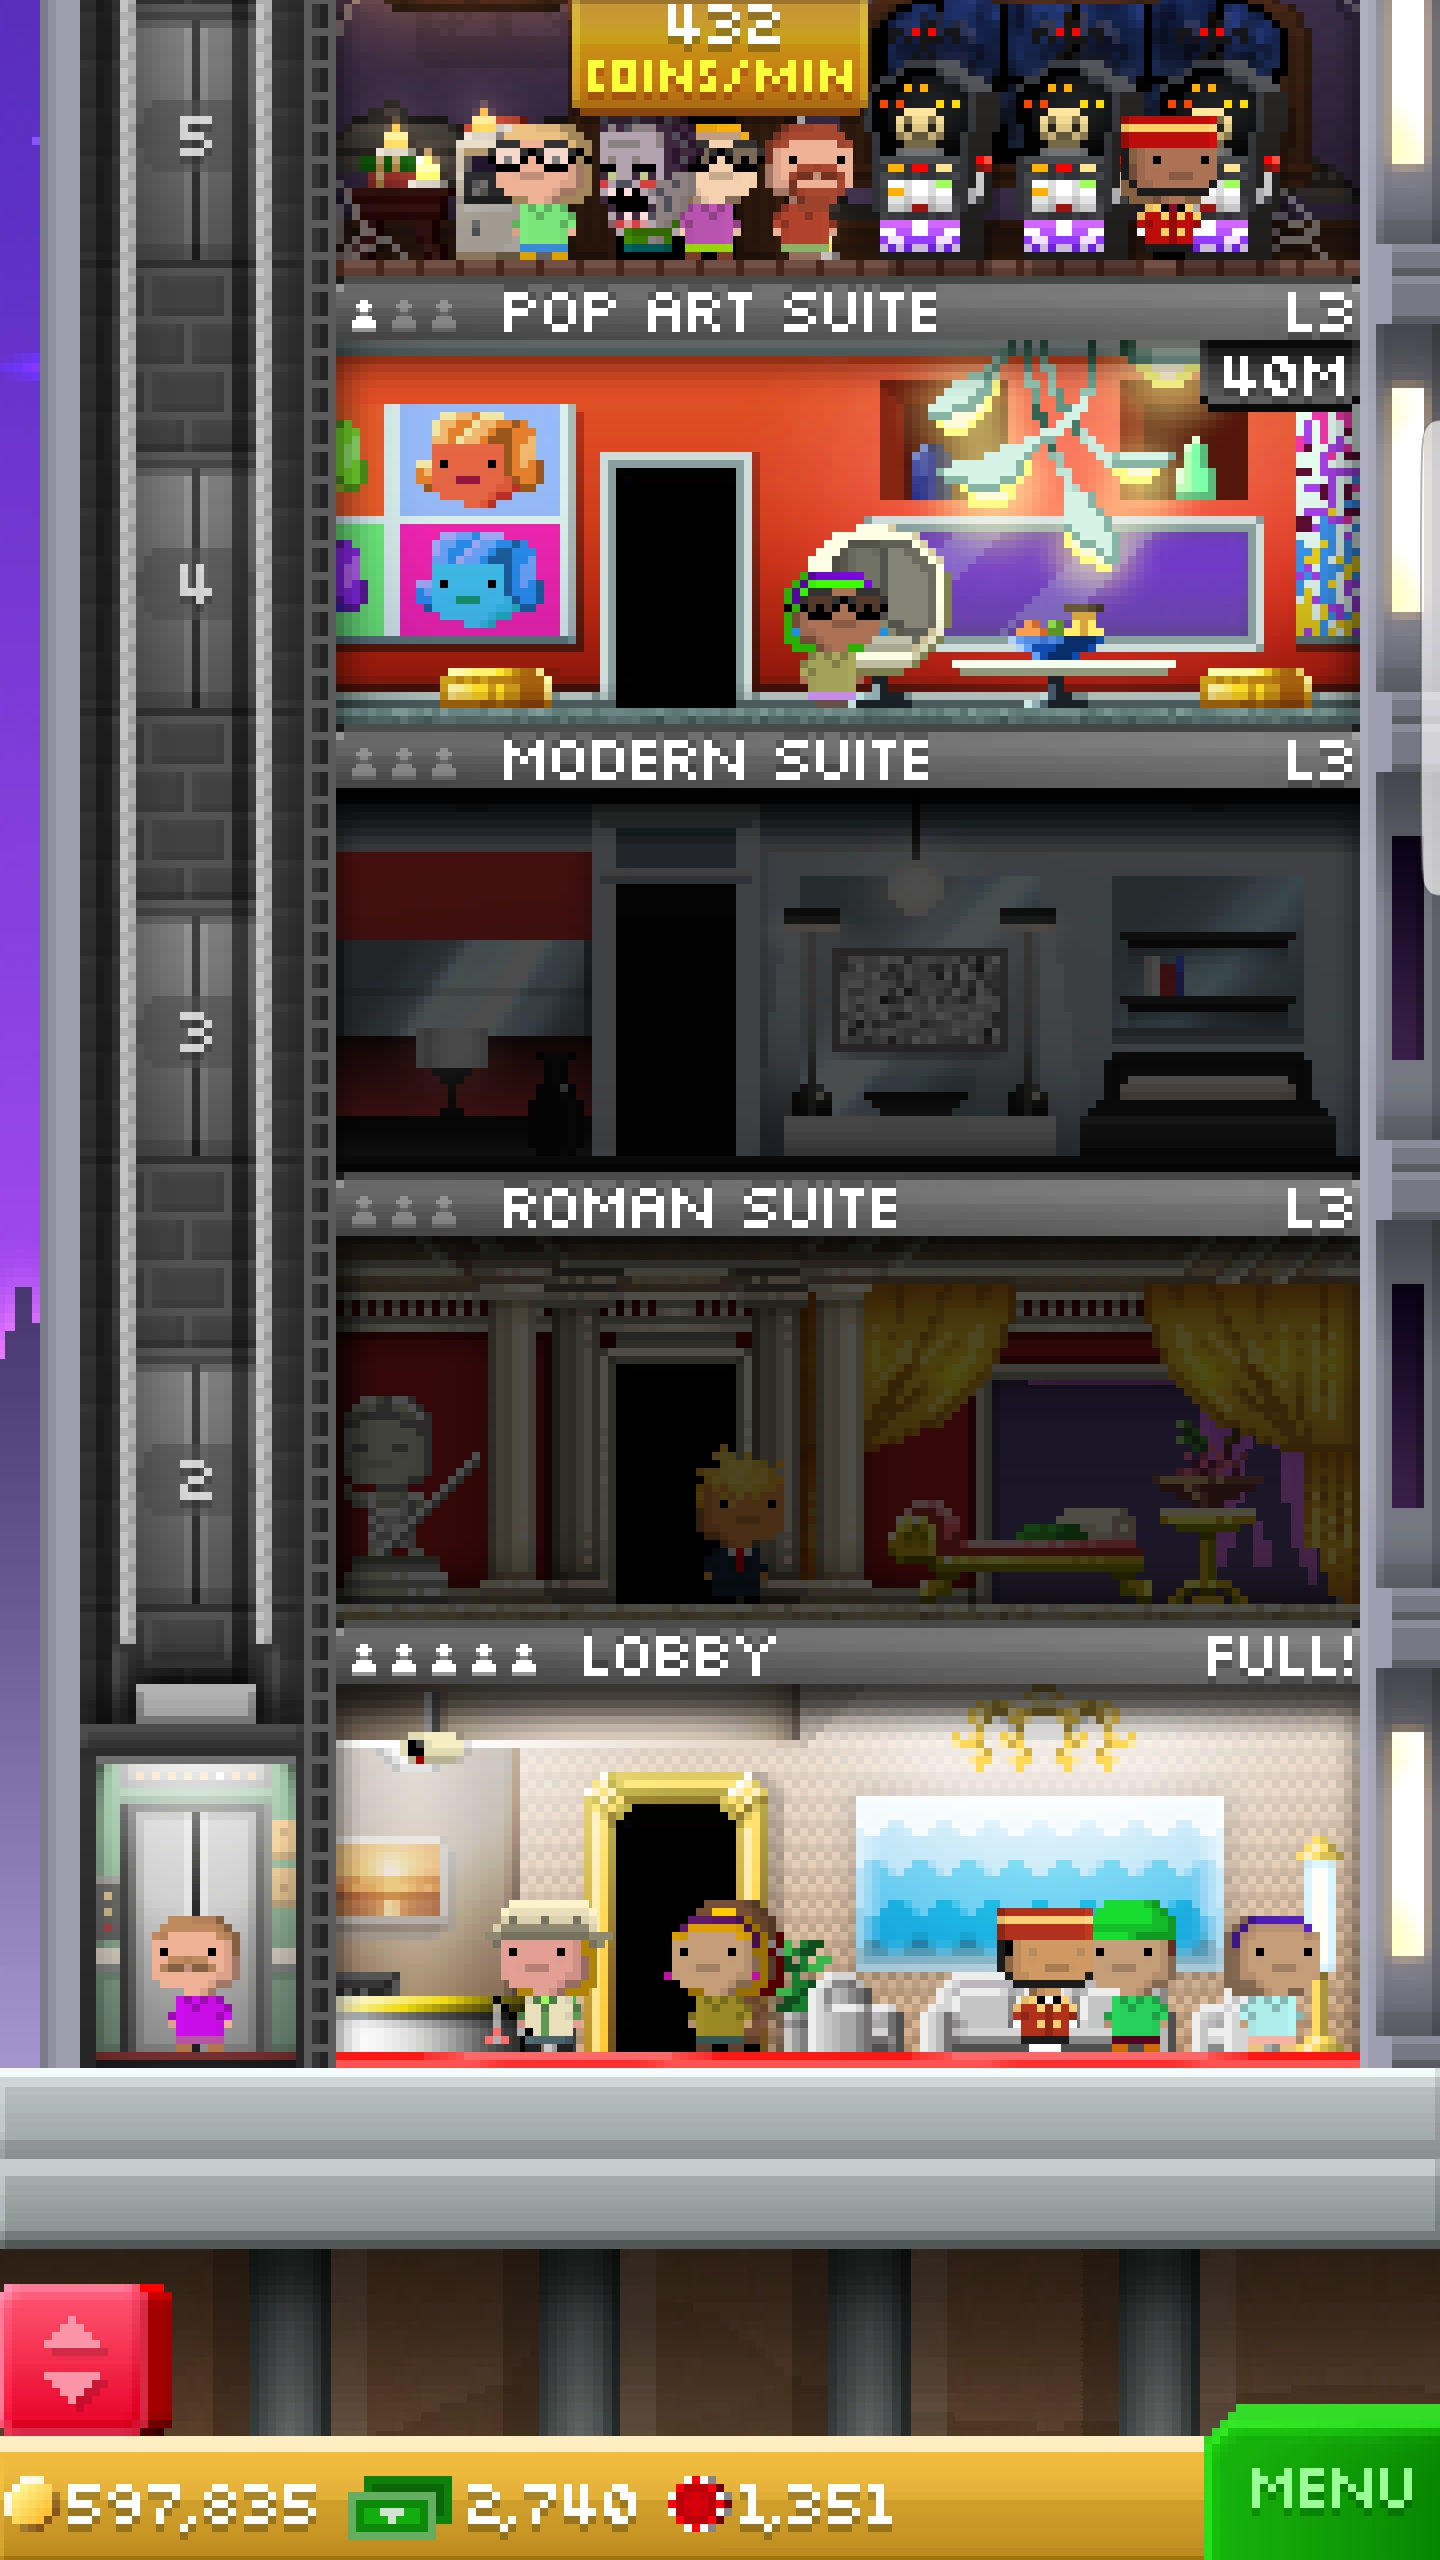 432
COINS/MIN
5
POP ART SUITE L3
40M
4
MODERN SUITE L3
3
ROMAN SUITE L3
2
LOBBY FULL!
597,835 2,740 1,351
MENU